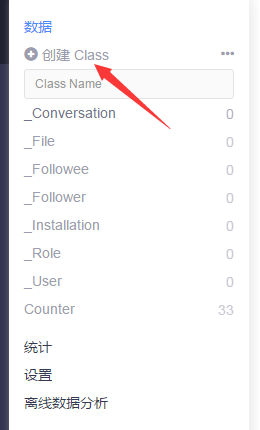 数据
创建 Class
Class Name
_Conversation 0
_File 0
_Followee 0
_Follower 0
_Installation 0
_Role 0
_User 0
Counter 33
统计
设置
离线数据分析